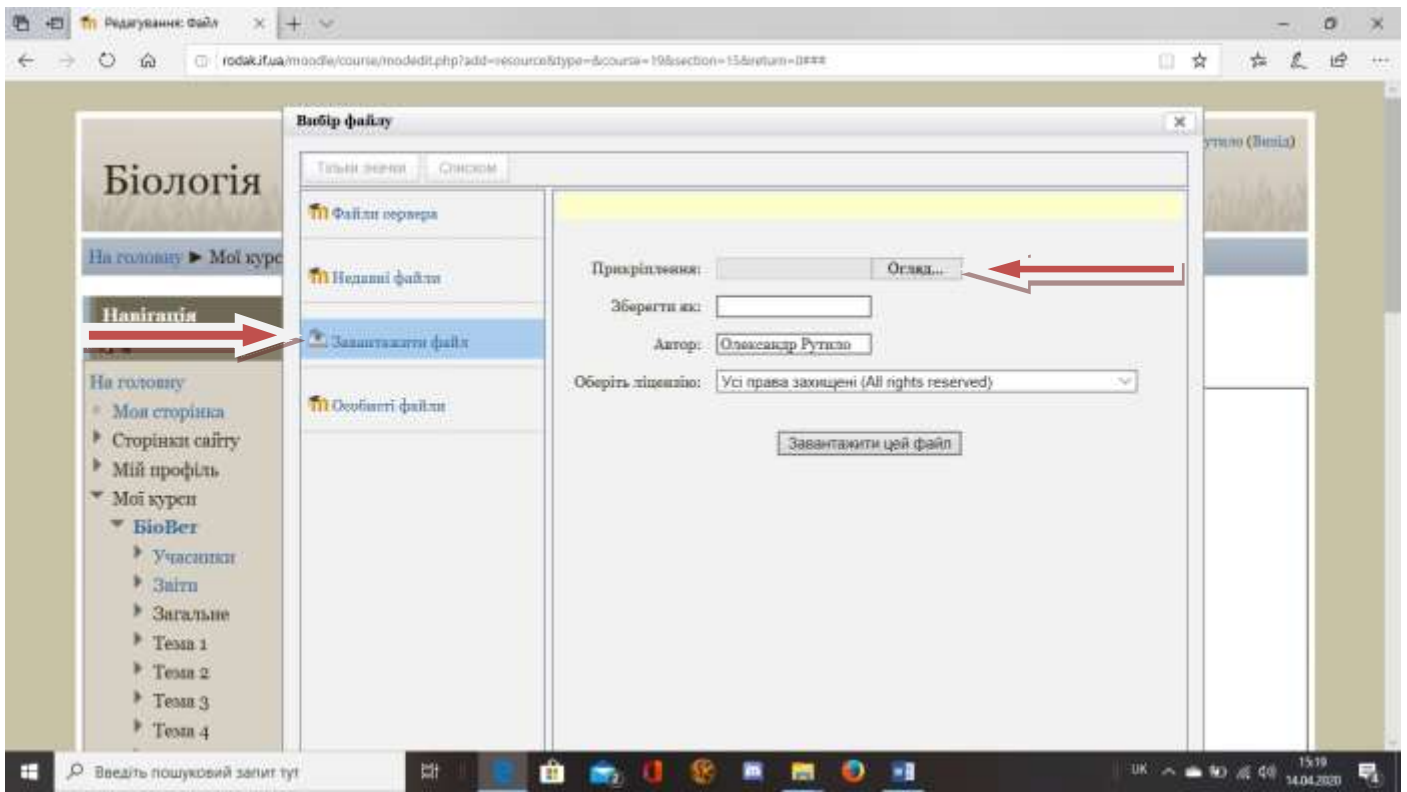 Редагування: Файл
rodak.if.ua/moodle/course/modedit.php?add=resource&type=&course=19&section=15&return=0###
Вибір файлу
Тільки значки
Списком
Рутило (Вихід)
Біологія
На головну ► Мої курс
Навігація
Файли сервера
Недавні файли
Завантажити файл
Особисті файли
Прикріплення:
Огляд...
Зберегти як:
Автор: Олександр Рутило
Оберіть ліцензію: Усі права захищені (All rights reserved)
Завантажити цей файл
На головну
Моя сторінка
Сторінки сайту
Мій профіль
Мої курси
БіоВет
Учасники
Звіти
Загальне
Тема 1
Тема 2
Тема 3
Тема 4
Введіть пошуковий запит тут
UK
15:19
14.04.2020